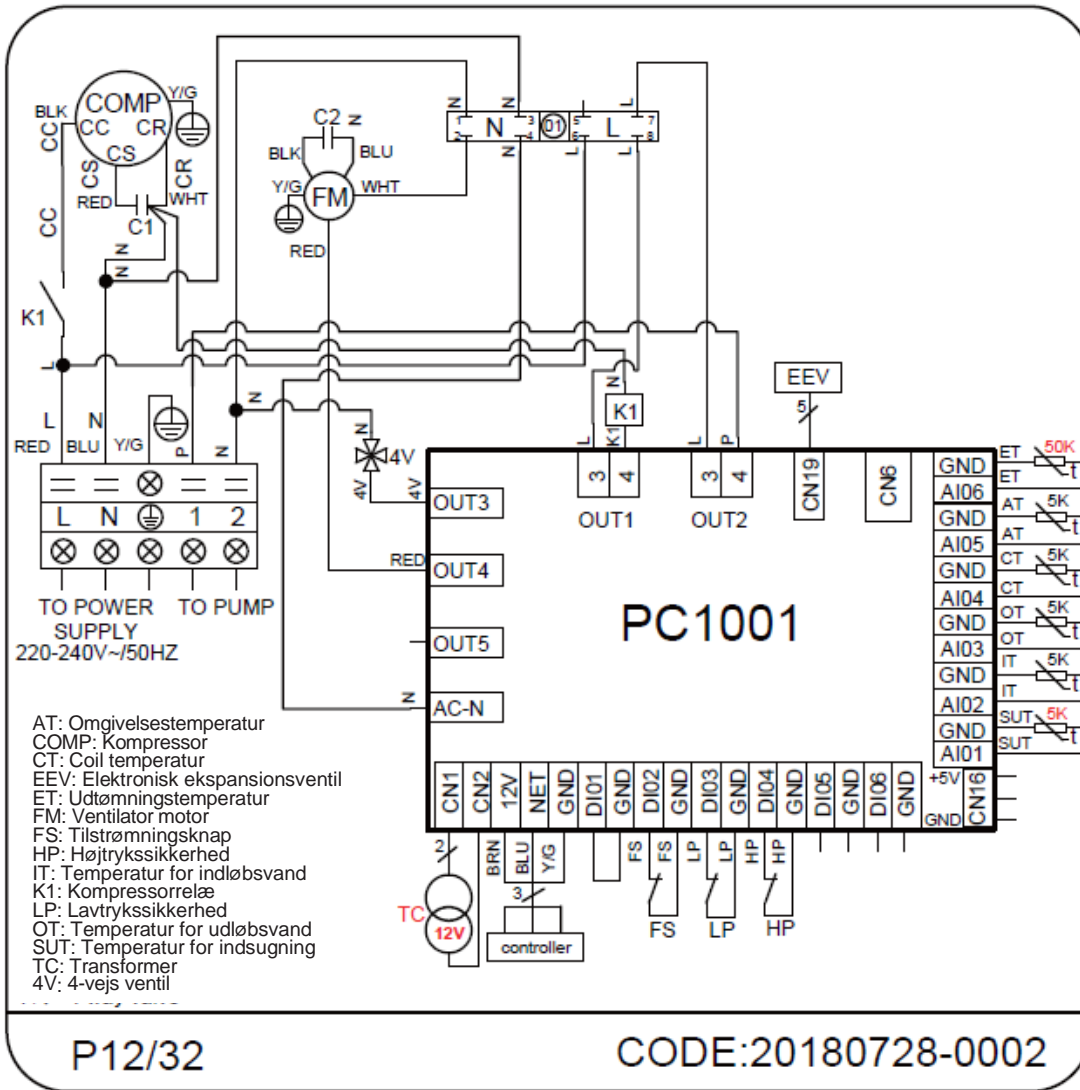 COMP
CC CR
CS
BLK
Y/G
CC
CS
CR
RED
WHT
C1
CC
N
N
K1
L
C2
N
BLK
BLU
Y/G
FM
WHT
RED
N
N
L
1
2
N
3
4
01
5
6
L
7
8
N
L
L
L N
RED BLU Y/G P N
L N 1 2
TO POWER
SUPPLY
220-240V~/50HZ
TO PUMP
N
N
4V
4V
4V
RED
N
L
N
K1
K1
L
P
EEV
5
3 4
OUT1
3 4
OUT2
CN19
CN6
OUT3
OUT4
OUT5
AC-N
PC1001
GND
AI06
GND
AI05
GND
AI04
GND
AI03
GND
AI02
GND
AI01
+5V
CN16
GND
ET 50K
ET t
AT 5K
AT t
CT 5K
CT t
OT 5K
OT t
IT 5K
IT t
SUT 5K
SUT t
CN1 CN2 12V NET GND DI01 GND DI02 GND DI03 GND DI04 GND DI05 GND DI06 GND
2
BRN BLU Y/G
3
FS FS LP LP HP HP
TC
12V
controller
FS LP HP
AT: Omgivelsestemperatur
COMP: Kompressor
CT: Coil temperatur
EEV: Elektronisk ekspansionsventil
ET: Udtømningstemperatur
FM: Ventilator motor
FS: Tilstrømningsknap
HP: Højtrykssikkerhed
IT: Temperatur for indløbsvand
K1: Kompressorrelæ
LP: Lavtrykssikkerhed
OT: Temperatur for udløbsvand
SUT: Temperatur for indsugning
TC: Transformer
4V: 4-vejs ventil
P12/32
CODE:20180728-0002